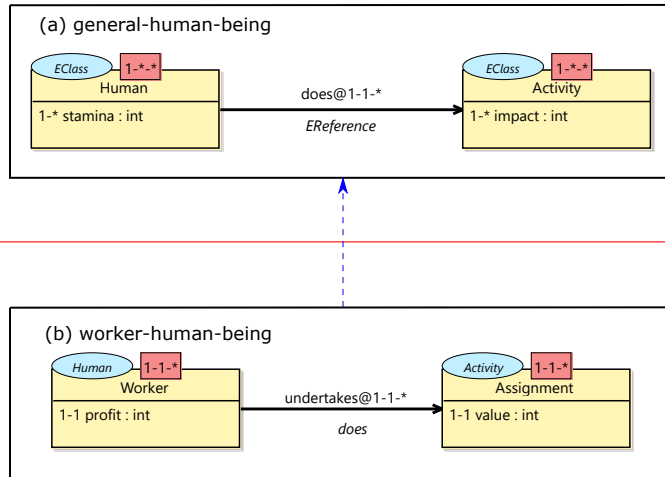 (a) general-human-being
EClass
1-*-*
Human
1-* stamina : int
does@1-1-*
EReference
EClass
1-*-*
Activity
1-* impact : int
(b) worker-human-being
Human
1-1-*
Worker
1-1 profit : int
undertakes@1-1-*
does
Activity
1-1-*
Assignment
1-1 value : int